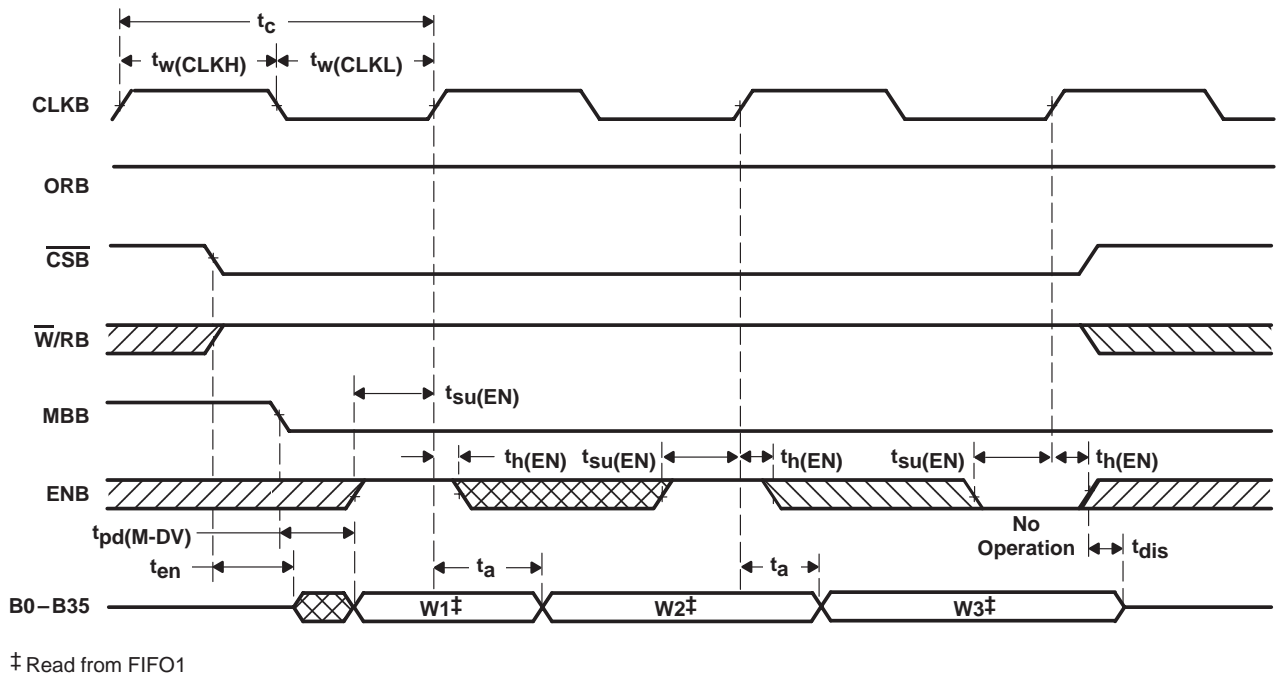 tc
tw(CLKH)
tw(CLKL)
CLKB
ORB
CSB
W/RB
tsu(EN)
MBB
th(EN)
tsu(EN)
th(EN)
tsu(EN)
th(EN)
ENB
tpd(M-DV)
No
Operation
tdis
ten
ta
ta
B0–B35
W1‡
W2‡
W3‡
‡ Read from FIFO1